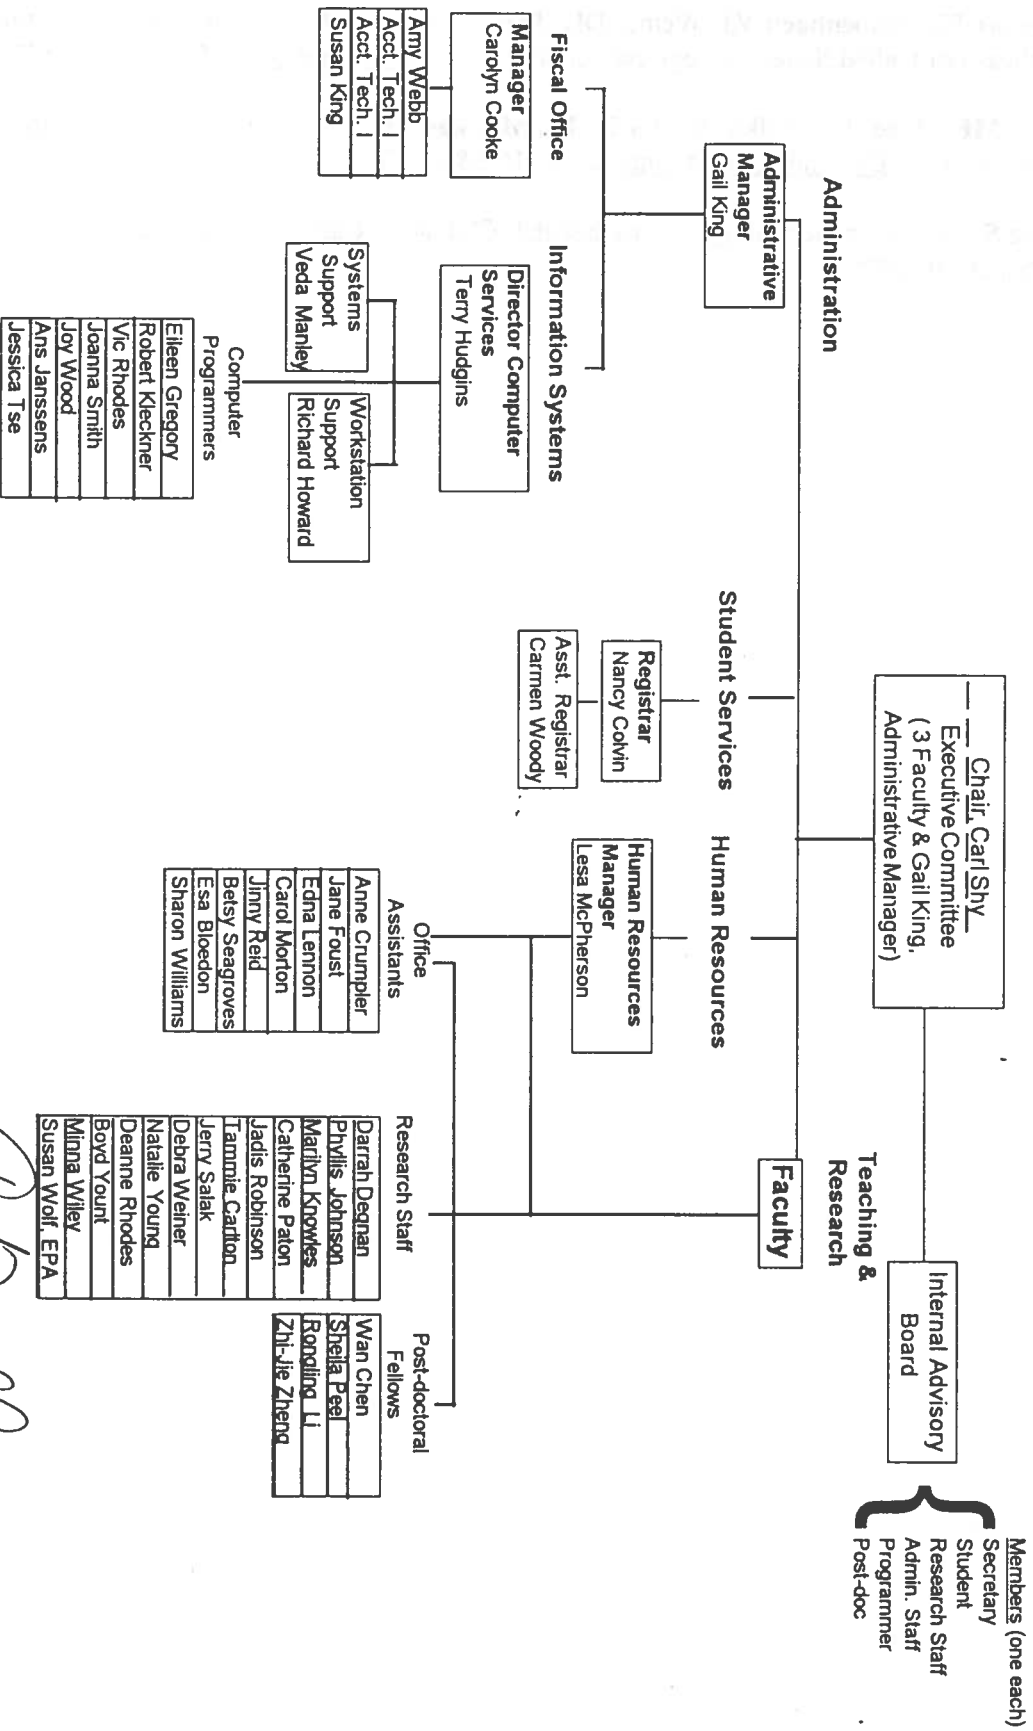 Chair, Carl Shy
Executive Committee
( 3 Faculty & Gail King,
Administrative Manager)
Internal Advisory
Board
Members (one each)
Secretary
Student
Research Staff
Admin. Staff
Programmer
Post-doc
Administration
Administrative
Manager
Gail King
Fiscal Office
Manager
Carolyn Cooke
Amy Webb
Acct. Tech. I
Acct. Tech. I
Susan King
Information Systems
Director Computer
Services
Terry Hudgins
Systems
Support
Veda Manley
Workstation
Support
Richard Howard
Computer
Programmers
Eileen Gregory
Robert Kleckner
Vic Rhodes
Joanna Smith
Joy Wood
Ans Janssens
Jessica Tse
Student Services
Registrar
Nancy Colvin
Asst. Registrar
Carmen Woody
Human Resources
Human Resources
Manager
Lesa McPherson
Teaching &
Research
Faculty
Office
Assistants
Anne Crumpler
Jane Foust
Edna Lennon
Carol Morton
Jinny Reid
Betsy Seagroves
Esa Bloedon
Sharon Williams
Research Staff
Darrah Degnan
Phyllis Johnson
Marilyn Knowles
Catherine Paton
Jadis Robinson
Tammie Carlton
Jerry Salak
Debra Weiner
Natalie Young
Deanne Rhodes
Boyd Yount
Minna Wiley
Susan Wolf, EPA
Post-doctoral
Fellows
Wan Chen
Sheila Peel
Rongling Li
Zhi-Jie Zheng